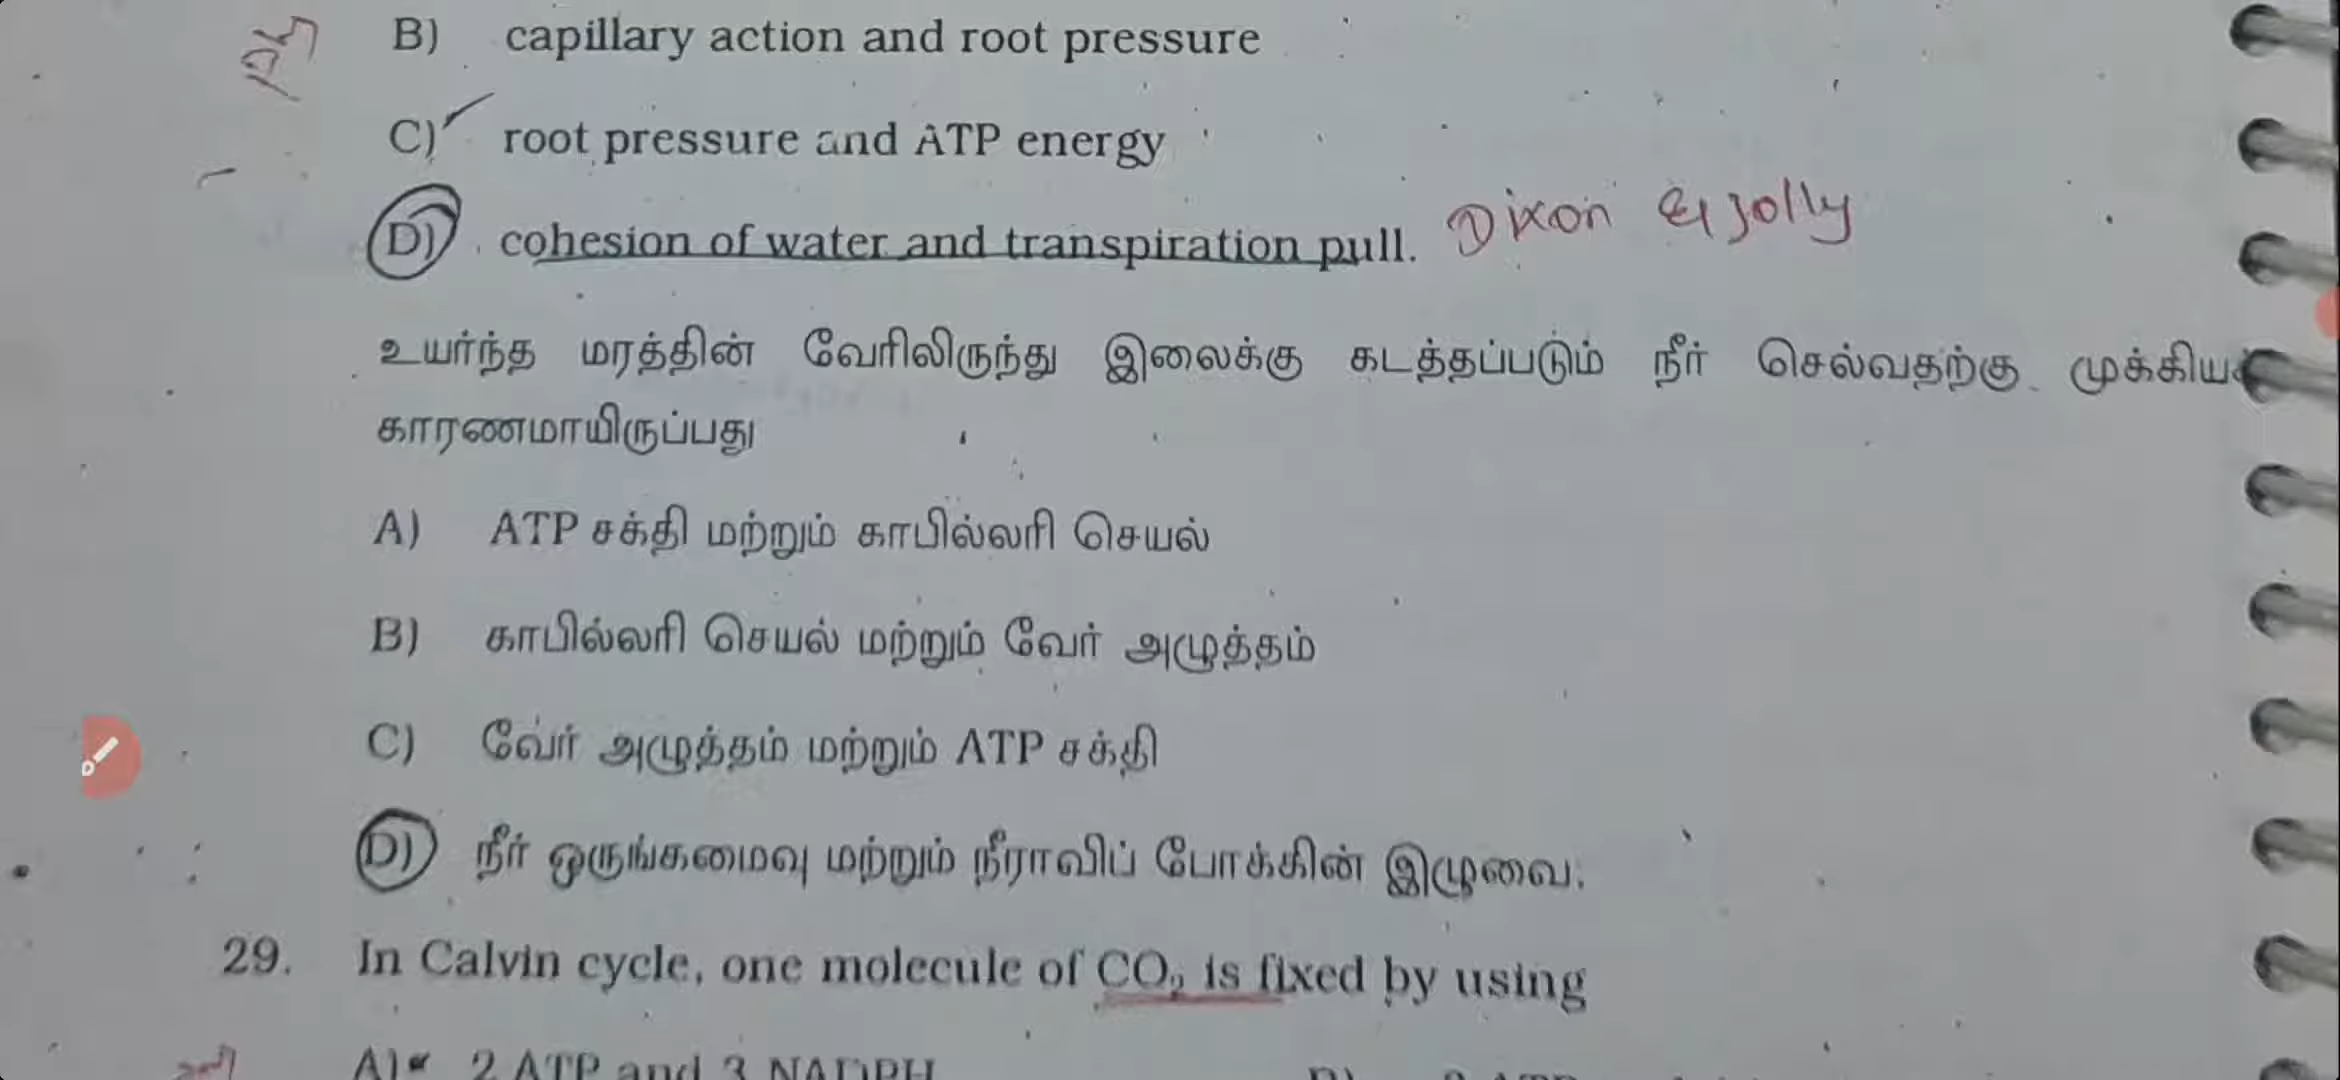 B) capillary action and root pressure
C) root pressure and ATP energy
D) cohesion of water and transpiration pull. Dixon & Jolly
உயர்ந்த மரத்தின் வேரிலிருந்து இலைக்கு கடத்தப்படும் நீர் செல்வதற்கு முக்கிய
காரணமாயிருப்பது
A) ATP சக்தி மற்றும் காபில்லரி செயல்
B) காபில்லரி செயல் மற்றும் வேர் அழுத்தம்
C) வேர் அழுத்தம் மற்றும் ATP சக்தி
D) நீர் ஒருங்கமைவு மற்றும் நீராவிப் போக்கின் இழுவை.
29. In Calvin cycle, one molecule of CO₂ is fixed by using
A) 2 ATP and 3 NADPH